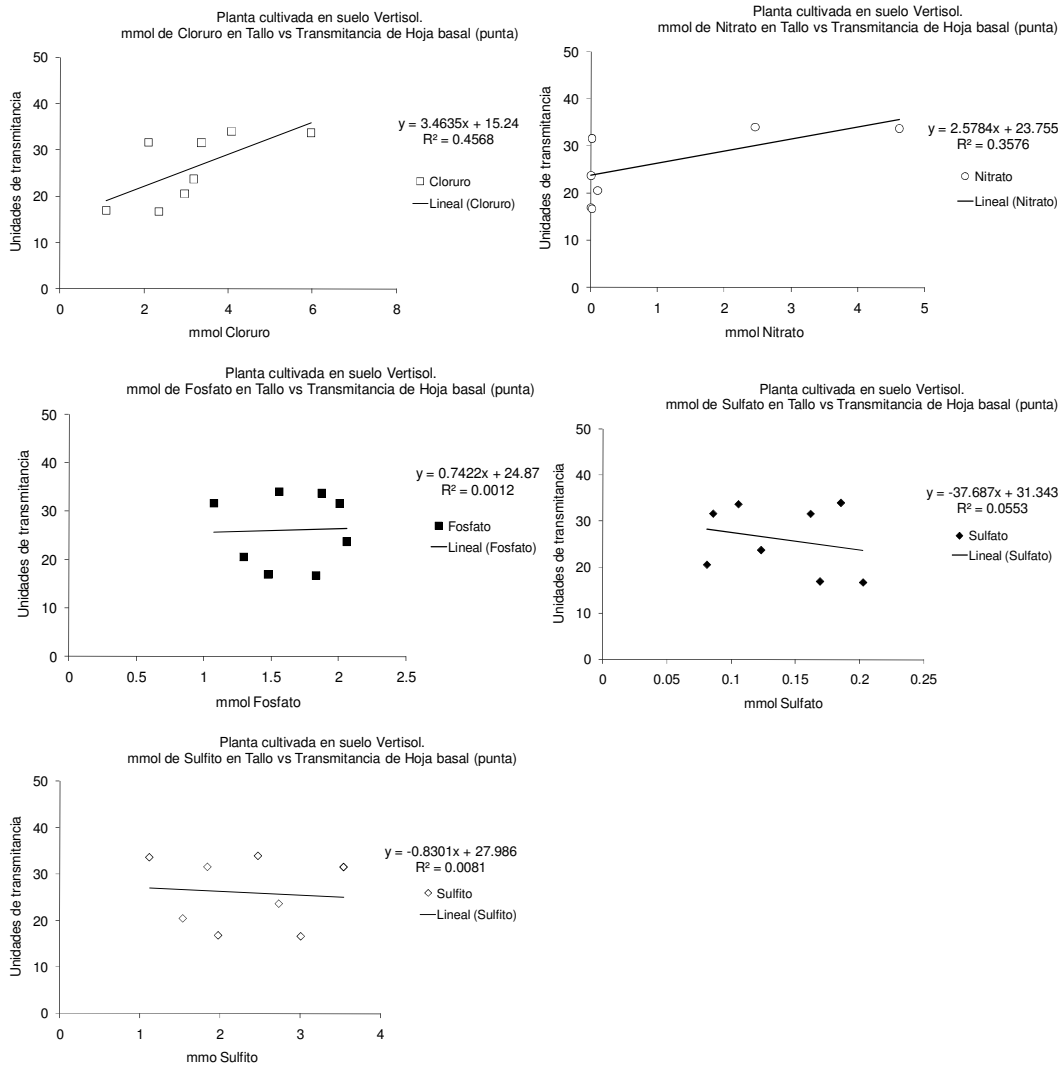 Planta cultivada en suelo Vertisol.
mmol de Cloruro en Tallo vs Transmitancia de Hoja basal (punta)
50
40
30
20
10
0
Unidades de transmitancia
y = 3.4635x + 15.24
R² = 0.4568
Cloruro
Lineal (Cloruro)
0 2 4 6 8
mmol Cloruro
Planta cultivada en suelo Vertisol.
mmol de Nitrato en Tallo vs Transmitancia de Hoja basal (punta)
50
40
30
20
10
0
Unidades de transmitancia
y = 2.5784x + 23.755
R² = 0.3576
Nitrato
Lineal (Nitrato)
0 1 2 3 4 5
mmol Nitrato
Planta cultivada en suelo Vertisol.
mmol de Fosfato en Tallo vs Transmitancia de Hoja basal (punta)
50
40
30
20
10
0
Unidades de transmitancia
y = 0.7422x + 24.87
R² = 0.0012
Fosfato
Lineal (Fosfato)
0 0.5 1 1.5 2 2.5
mmol Fosfato
Planta cultivada en suelo Vertisol.
mmol de Sulfato en Tallo vs Transmitancia de Hoja basal (punta)
50
40
30
20
10
0
Unidades de transmitancia
y = -37.687x + 31.343
R² = 0.0553
Sulfato
Lineal (Sulfato)
0 0.05 0.1 0.15 0.2 0.25
mmol Sulfato
Planta cultivada en suelo Vertisol.
mmol de Sulfito en Tallo vs Transmitancia de Hoja basal (punta)
50
40
30
20
10
0
Unidades de transmitancia
y = -0.8301x + 27.986
R² = 0.0081
Sulfito
Lineal (Sulfito)
0 1 2 3 4
mmo Sulfito